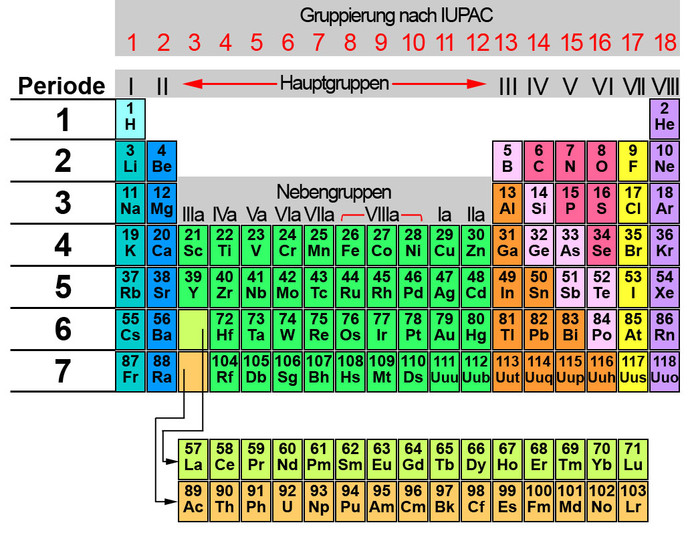 Gruppierung nach IUPAC
1 2 3 4 5 6 7 8 9 10 11 12 13 14 15 16 17 18
Periode I II Hauptgruppen III IV V VI VII VIII
1 1 2
H He
2 3 4 5 6 7 8 9 10
Li Be B C N O F Ne
3 11 12 Nebengruppen 13 14 15 16 17 18
Na Mg IIIa IVa Va VIa VIIa VIIIa Ia IIa Al Si P S Cl Ar
4 19 20 21 22 23 24 25 26 27 28 29 30 31 32 33 34 35 36
K Ca Sc Ti V Cr Mn Fe Co Ni Cu Zn Ga Ge As Se Br Kr
5 37 38 39 40 41 42 43 44 45 46 47 48 49 50 51 52 53 54
Rb Sr Y Zr Nb Mo Tc Ru Rh Pd Ag Cd In Sn Sb Te I Xe
6 55 56 72 73 74 75 76 77 78 79 80 81 82 83 84 85 86
Cs Ba Hf Ta W Re Os Ir Pt Au Hg Tl Pb Bi Po At Rn
7 87 88 104 105 106 107 108 109 110 111 112 113 114 115 116 117 118
Fr Ra Rf Db Sg Bh Hs Mt Ds Uuu Uub Uut Uuq Uup Uuh Uus Uuo
57 58 59 60 61 62 63 64 65 66 67 68 69 70 71
La Ce Pr Nd Pm Sm Eu Gd Tb Dy Ho Er Tm Yb Lu
89 90 91 92 93 94 95 96 97 98 99 100 101 102 103
Ac Th Ph U Np Pu Am Cm Bk Cf Es Fm Md No Lr